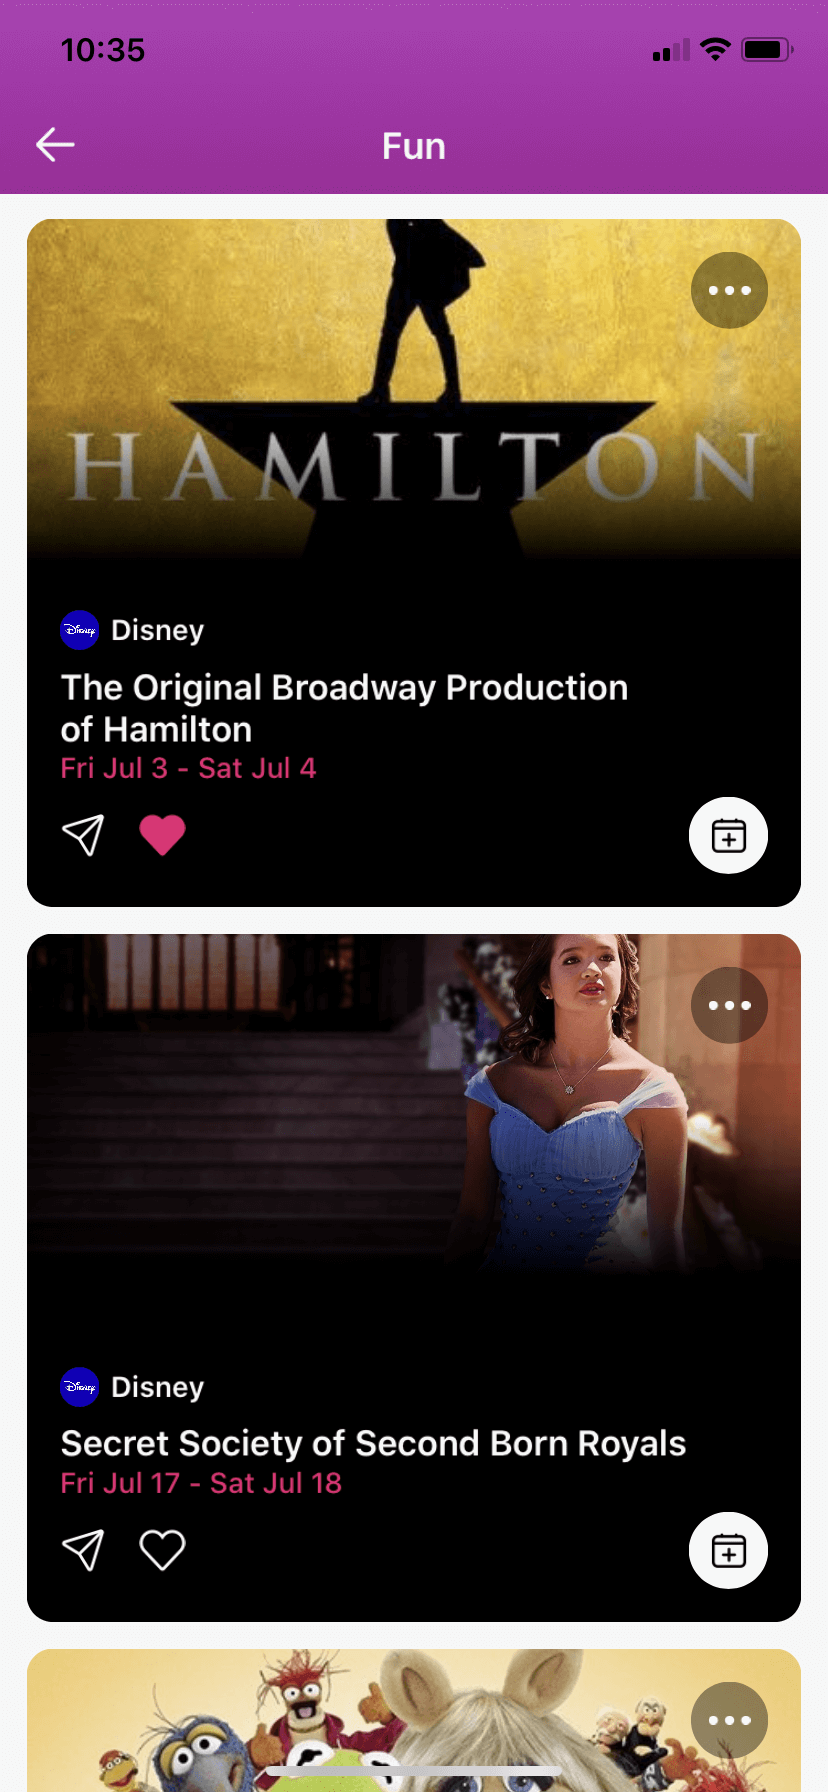 10:35
Fun
HAMILTON
Disney
Disney
The Original Broadway Production
of Hamilton
Fri Jul 3 - Sat Jul 4
Disney
Disney
Secret Society of Second Born Royals
Fri Jul 17 - Sat Jul 18